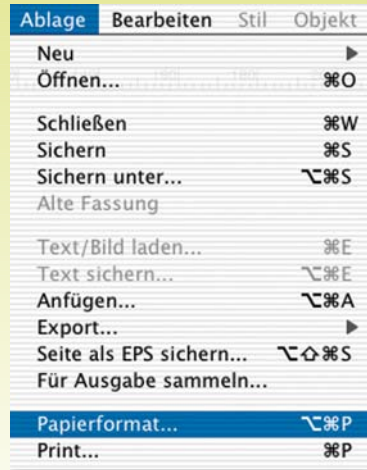 Ablage Bearbeiten Stil Objekt
Neu ▶
Öffnen... ⌘O
Schließen ⌘W
Sichern ⌘S
Sichern unter... ⌥⌘S
Alte Fassung
Text/Bild laden... ⌘E
Text sichern... ⌥⌘E
Anfügen... ⌥⌘A
Export... ▶
Seite als EPS sichern... ⌥⇧⌘S
Für Ausgabe sammeln...
Papierformat... ⌥⌘P
Print... ⌘P